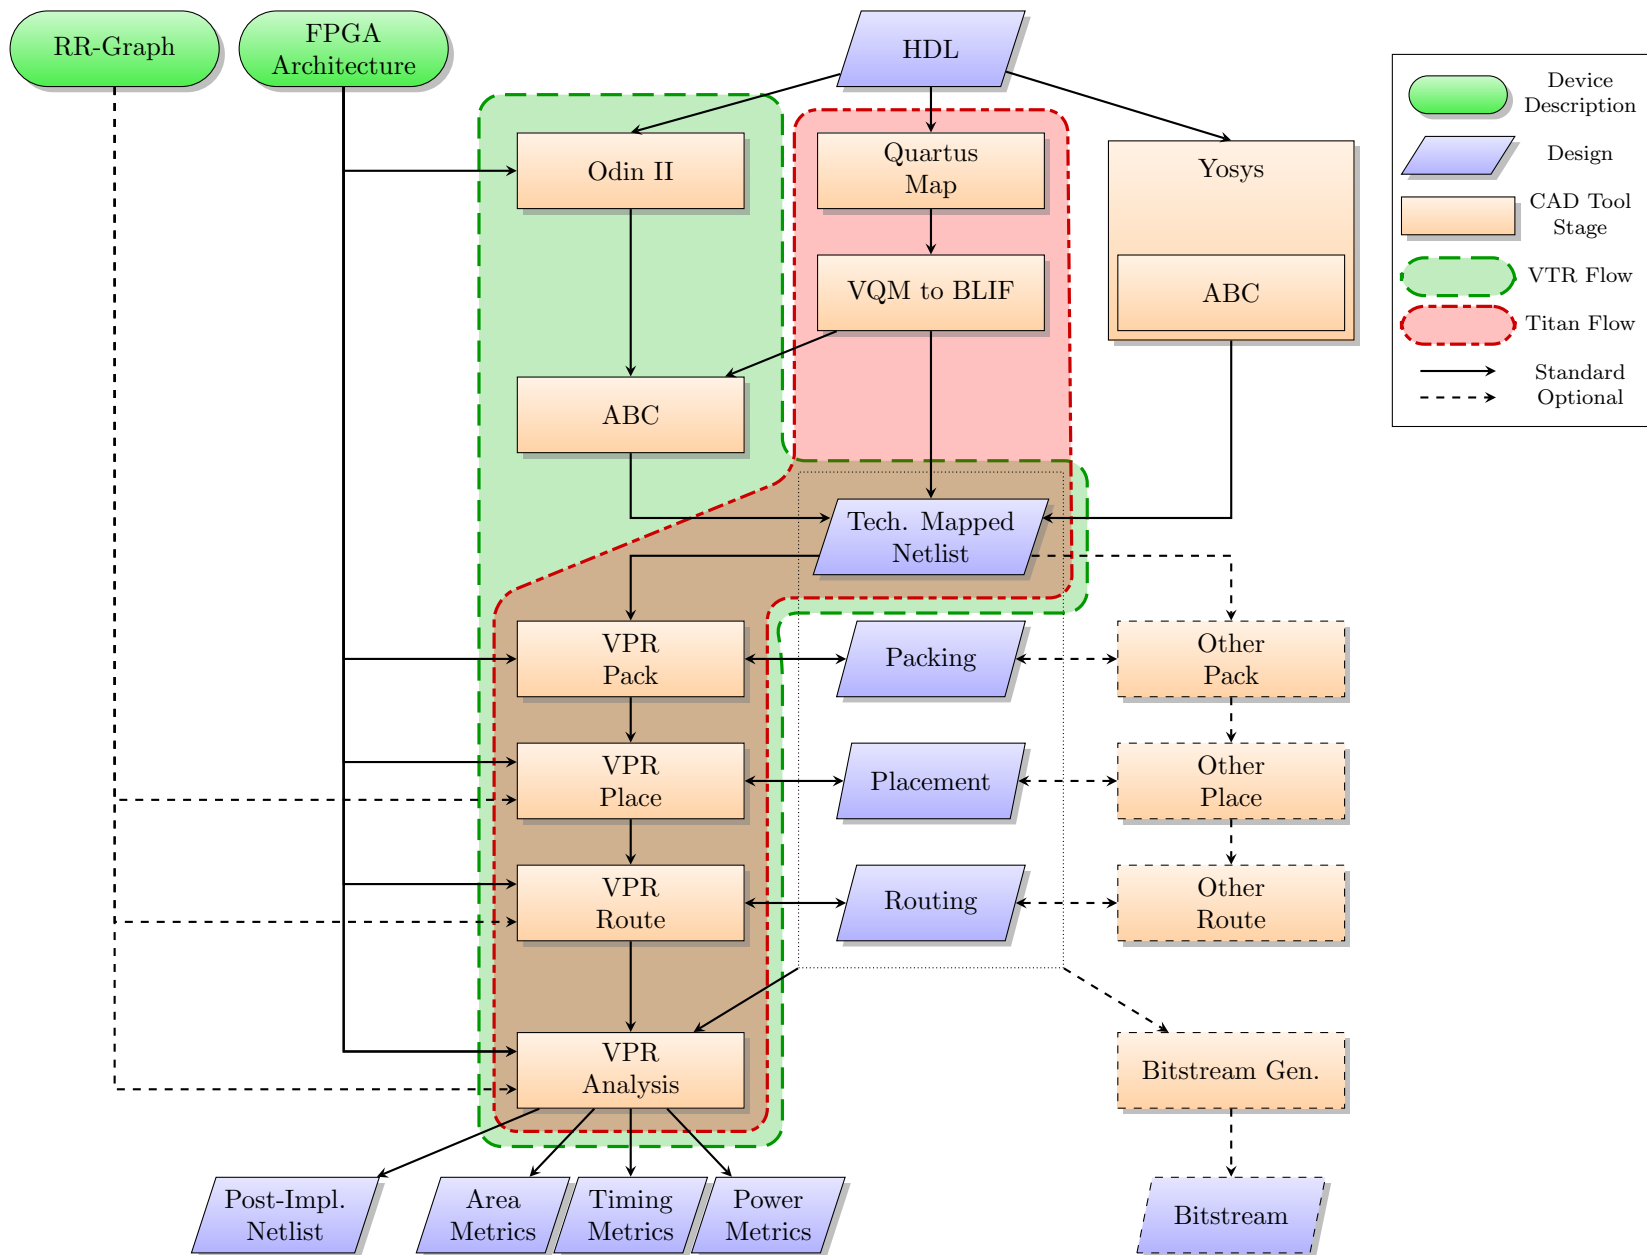 RR-Graph
FPGA
Architecture
HDL
Device
Description
Design
CAD Tool
Stage
VTR Flow
Titan Flow
Standard
Optional
Odin II
Quartus
Map
Yosys
VQM to BLIF
ABC
ABC
Tech. Mapped
Netlist
VPR
Pack
Packing
Other
Pack
VPR
Place
Placement
Other
Place
VPR
Route
Routing
Other
Route
VPR
Analysis
Bitstream Gen.
Post-Impl.
Netlist
Area
Metrics
Timing
Metrics
Power
Metrics
Bitstream